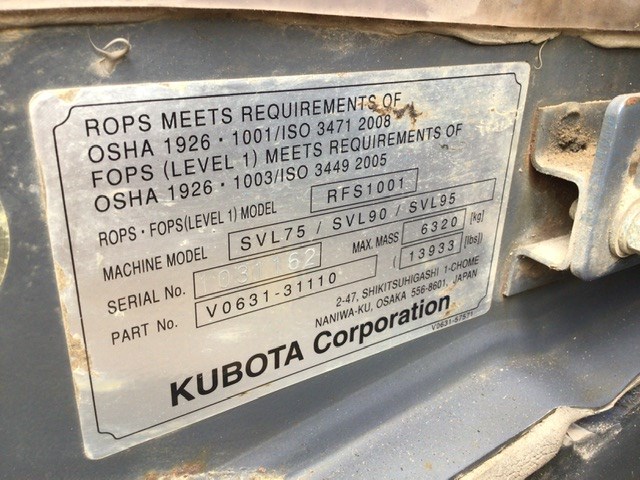 ROPS MEETS REQUIREMENTS OF
OSHA 1926・1001/ISO 3471 2008
FOPS (LEVEL 1) MEETS REQUIREMENTS OF
OSHA 1926・1003/ISO 3449 2005
ROPS・FOPS(LEVEL 1) MODEL RFS1001
MACHINE MODEL SVL75 / SVL90 / SVL95
SERIAL No. MAX. MASS 6320 [kg]
(13933 [lbs])
PART No. V0631-31110
2-47, SHIKITSUHIGASHI 1-CHOME
NANIWA-KU, OSAKA 556-8601, JAPAN
KUBOTA Corporation
V0631-57571